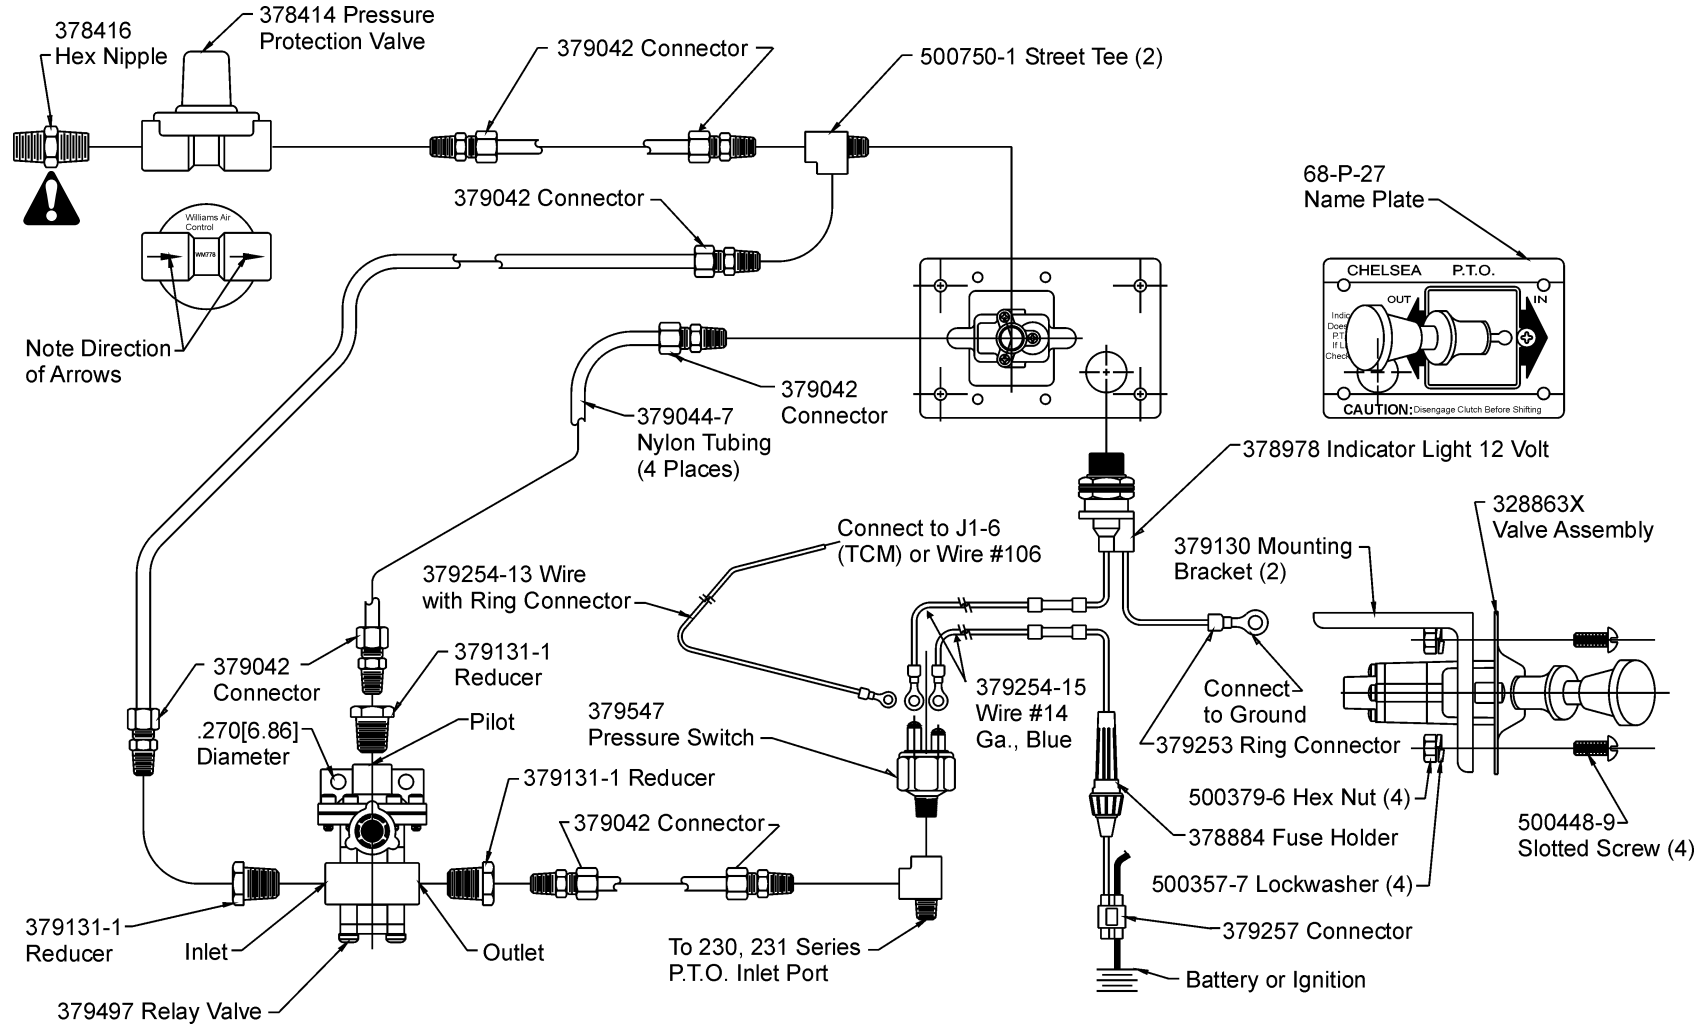 378416
Hex Nipple
378414 Pressure
Protection Valve
379042 Connector
500750-1 Street Tee (2)
379042 Connector
Williams Air
Control
WM778
Note Direction
of Arrows
68-P-27
Name Plate
CHELSEA P.T.O.
OUT IN
Indic
Does
P.T.
If L
Check
CAUTION: Disengage Clutch Before Shifting
379042
Connector
379044-7
Nylon Tubing
(4 Places)
378978 Indicator Light 12 Volt
328863X
Valve Assembly
379130 Mounting
Bracket (2)
Connect to J1-6
(TCM) or Wire #106
379254-13 Wire
with Ring Connector
379042
Connector
379131-1
Reducer
.270[6.86]
Diameter
Pilot
379547
Pressure Switch
379254-15
Wire #14
Ga., Blue
Connect
to Ground
379253 Ring Connector
379131-1 Reducer
379042 Connector
500379-6 Hex Nut (4)
378884 Fuse Holder
500448-9
Slotted Screw (4)
500357-7 Lockwasher (4)
379257 Connector
379131-1
Reducer
Inlet
Outlet
To 230, 231 Series
P.T.O. Inlet Port
Battery or Ignition
379497 Relay Valve